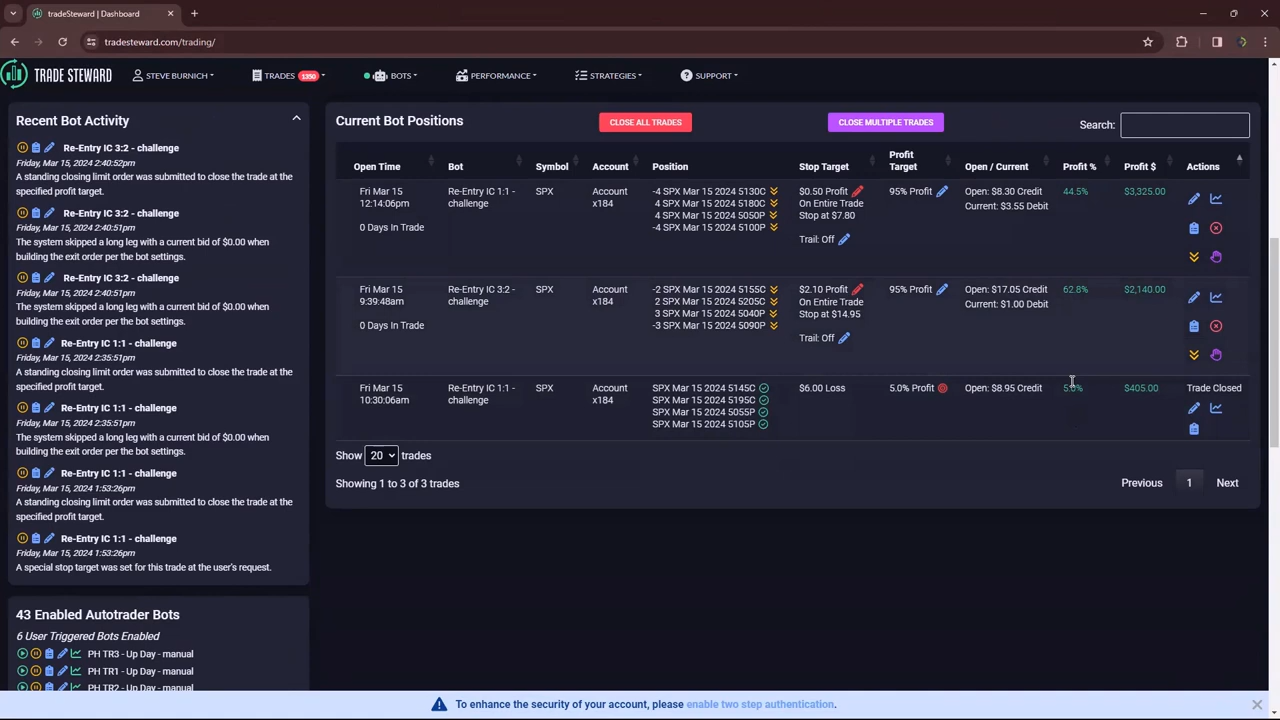 tradeSteward | Dashboard
tradesteward.com/trading/
TRADE STEWARD
STEVE BURNICH
TRADES 1350
BOTS
PERFORMANCE
STRATEGIES
SUPPORT
Recent Bot Activity
Re-Entry IC 3:2 - challenge
Friday, Mar 15, 2024 2:40:52pm
A standing closing limit order was submitted to close the trade at the
specified profit target.
Re-Entry IC 3:2 - challenge
Friday, Mar 15, 2024 2:40:51pm
The system skipped a long leg with a current bid of $0.00 when
building the exit order per the bot settings.
Re-Entry IC 3:2 - challenge
Friday, Mar 15, 2024 2:40:51pm
The system skipped a long leg with a current bid of $0.00 when
building the exit order per the bot settings.
Re-Entry IC 1:1 - challenge
Friday, Mar 15, 2024 2:35:51pm
A standing closing limit order was submitted to close the trade at the
specified profit target.
Re-Entry IC 1:1 - challenge
Friday, Mar 15, 2024 2:35:51pm
The system skipped a long leg with a current bid of $0.00 when
building the exit order per the bot settings.
Re-Entry IC 1:1 - challenge
Friday, Mar 15, 2024 1:53:26pm
A standing closing limit order was submitted to close the trade at the
specified profit target.
Re-Entry IC 1:1 - challenge
Friday, Mar 15, 2024 1:53:26pm
A special stop target was set for this trade at the user's request.
43 Enabled Autotrader Bots
6 User Triggered Bots Enabled
PH TR3 - Up Day - manual
PH TR1 - Up Day - manual
PH TR2 - Up Day - manual
Current Bot Positions
CLOSE ALL TRADES
CLOSE MULTIPLE TRADES
Search:
Open Time Bot Symbol Account Position Stop Target Profit Target Open / Current Profit % Profit $ Actions
Fri Mar 15 Re-Entry IC 1:1 - SPX Account -4 SPX Mar 15 2024 5130C $0.50 Profit 95% Profit Open: $8.30 Credit 44.5% $3,325.00
12:14:06pm challenge x184 4 SPX Mar 15 2024 5180C On Entire Trade Current: $3.55 Debit
4 SPX Mar 15 2024 5050P Stop at $7.80
0 Days In Trade -4 SPX Mar 15 2024 5100P
Trail: Off
Fri Mar 15 Re-Entry IC 3:2 - SPX Account -2 SPX Mar 15 2024 5155C $2.10 Profit 95% Profit Open: $17.05 Credit 62.8% $2,140.00
9:39:48am challenge x184 2 SPX Mar 15 2024 5205C On Entire Trade Current: $1.00 Debit
3 SPX Mar 15 2024 5040P Stop at $14.95
0 Days In Trade -3 SPX Mar 15 2024 5090P
Trail: Off
Fri Mar 15 Re-Entry IC 1:1 - SPX Account SPX Mar 15 2024 5145C $6.00 Loss 5.0% Profit Open: $8.95 Credit $405.00 Trade Closed
10:30:06am challenge x184 SPX Mar 15 2024 5195C
SPX Mar 15 2024 5055P
SPX Mar 15 2024 5105P
Show 20 trades
Showing 1 to 3 of 3 trades
Previous 1 Next
To enhance the security of your account, please enable two step authentication.